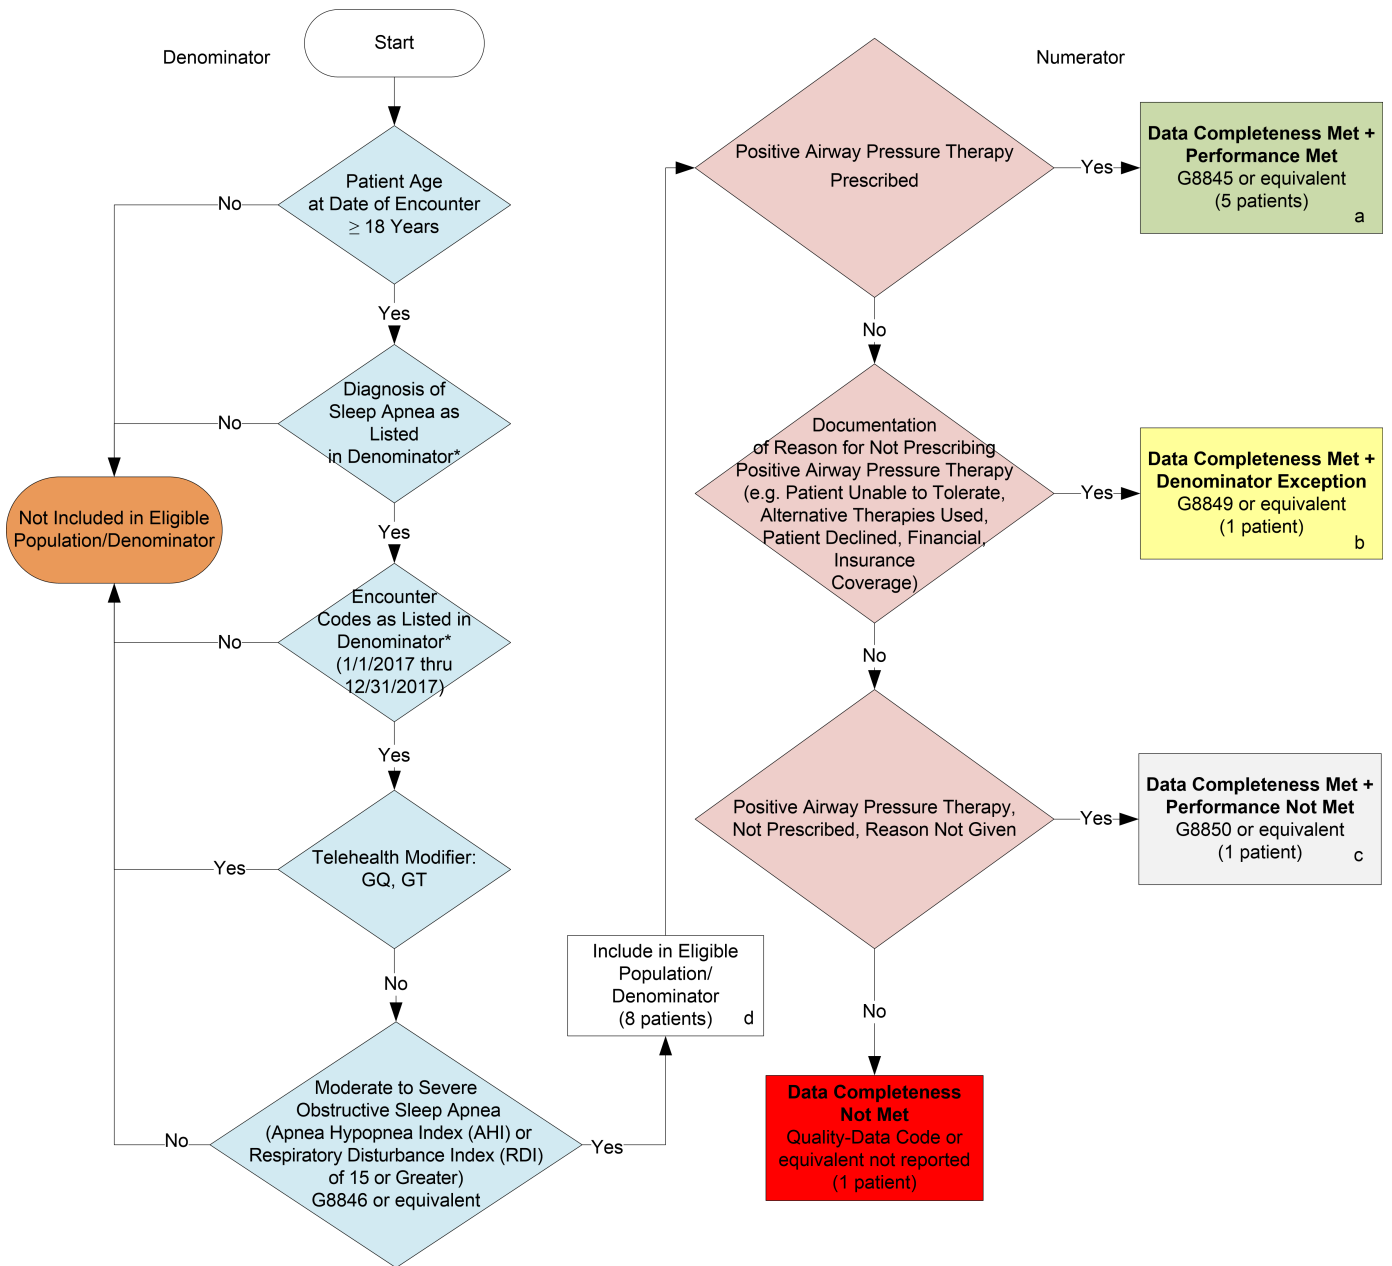 Denominator
Start
Patient Age
at Date of Encounter
≥ 18 Years
No
Yes
Diagnosis of
Sleep Apnea as
Listed
in Denominator*
No
Yes
Not Included in Eligible
Population/Denominator
Encounter
Codes as Listed in
Denominator*
(1/1/2017 thru
12/31/2017)
No
Yes
Telehealth Modifier:
GQ, GT
Yes
No
Moderate to Severe
Obstructive Sleep Apnea
(Apnea Hypopnea Index (AHI) or
Respiratory Disturbance Index (RDI)
of 15 or Greater)
G8846 or equivalent
No
Yes
Include in Eligible
Population/
Denominator
(8 patients)
d
Numerator
Positive Airway Pressure Therapy
Prescribed
Yes
Data Completeness Met +
Performance Met
G8845 or equivalent
(5 patients)
a
No
Documentation
of Reason for Not Prescribing
Positive Airway Pressure Therapy
(e.g. Patient Unable to Tolerate,
Alternative Therapies Used,
Patient Declined, Financial,
Insurance
Coverage)
Yes
Data Completeness Met +
Denominator Exception
G8849 or equivalent
(1 patient)
b
No
Positive Airway Pressure Therapy,
Not Prescribed, Reason Not Given
Yes
Data Completeness Met +
Performance Not Met
G8850 or equivalent
(1 patient)
c
No
Data Completeness
Not Met
Quality-Data Code or
equivalent not reported
(1 patient)